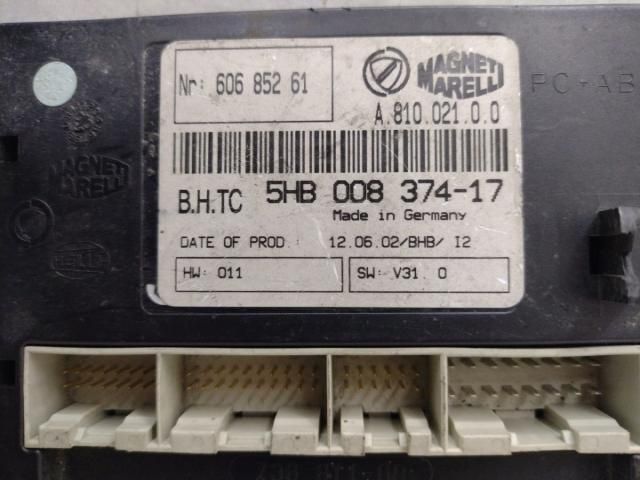 Nr: 606 852 61
MAGNETI
MARELLI
A.810.021.0.0
PC-AB
MAGNETI
MARELLI
B.H.TC 5HB 008 374-17
Made in Germany
DATE OF PROD.: 12.06.02/BHB/ I2
HELLA
HW: 011
SW: V31. 0